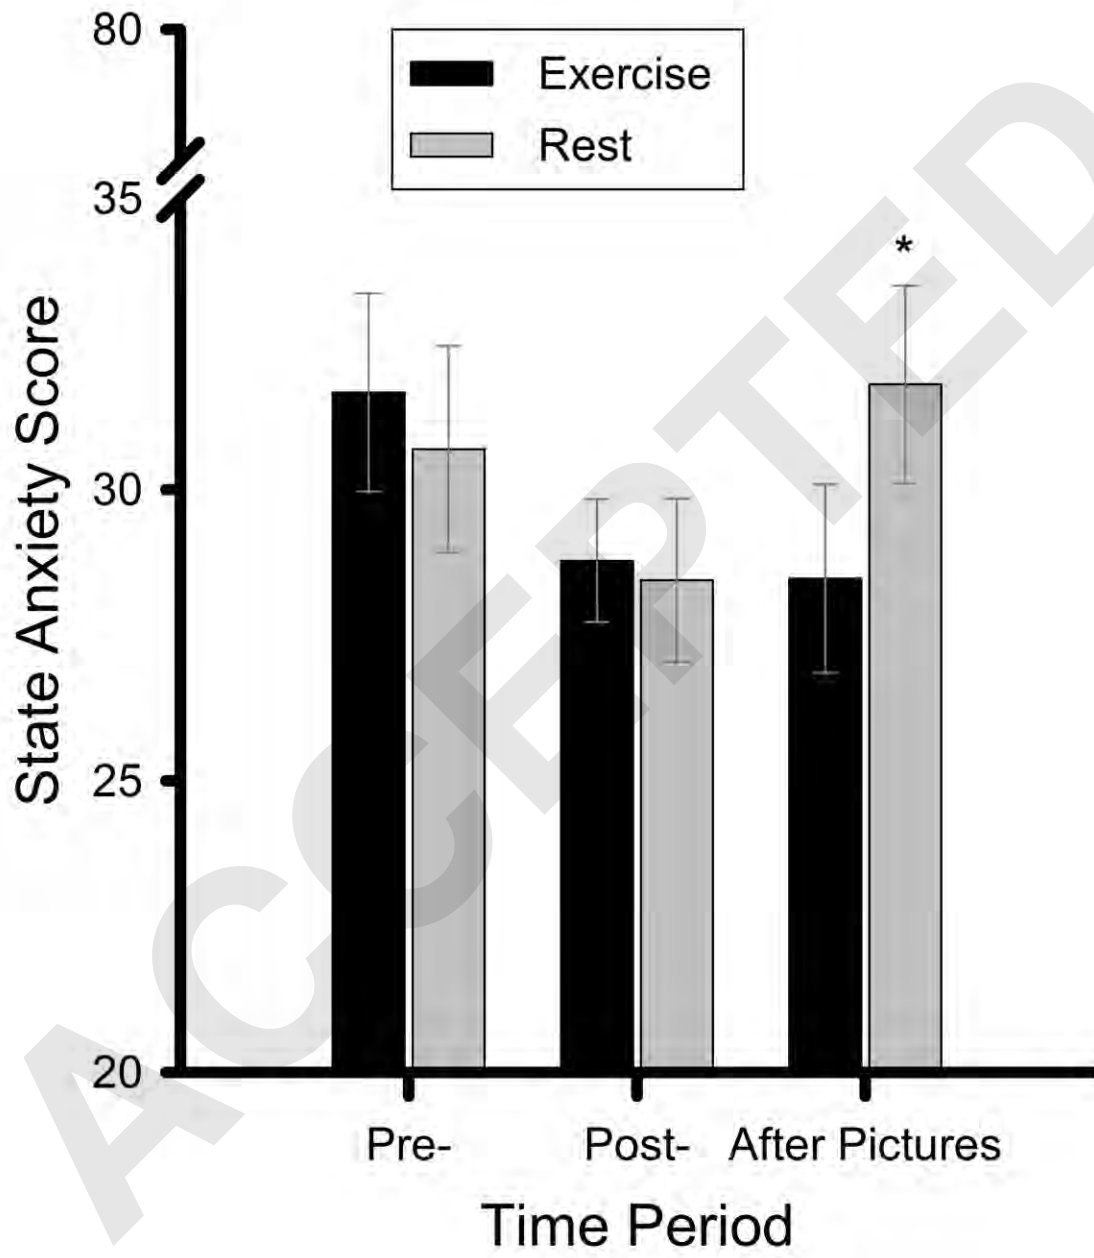 80
Exercise
Rest
35
*
30
25
20
State Anxiety Score
Pre-
Post-
After Pictures
Time Period
ACCEPTED